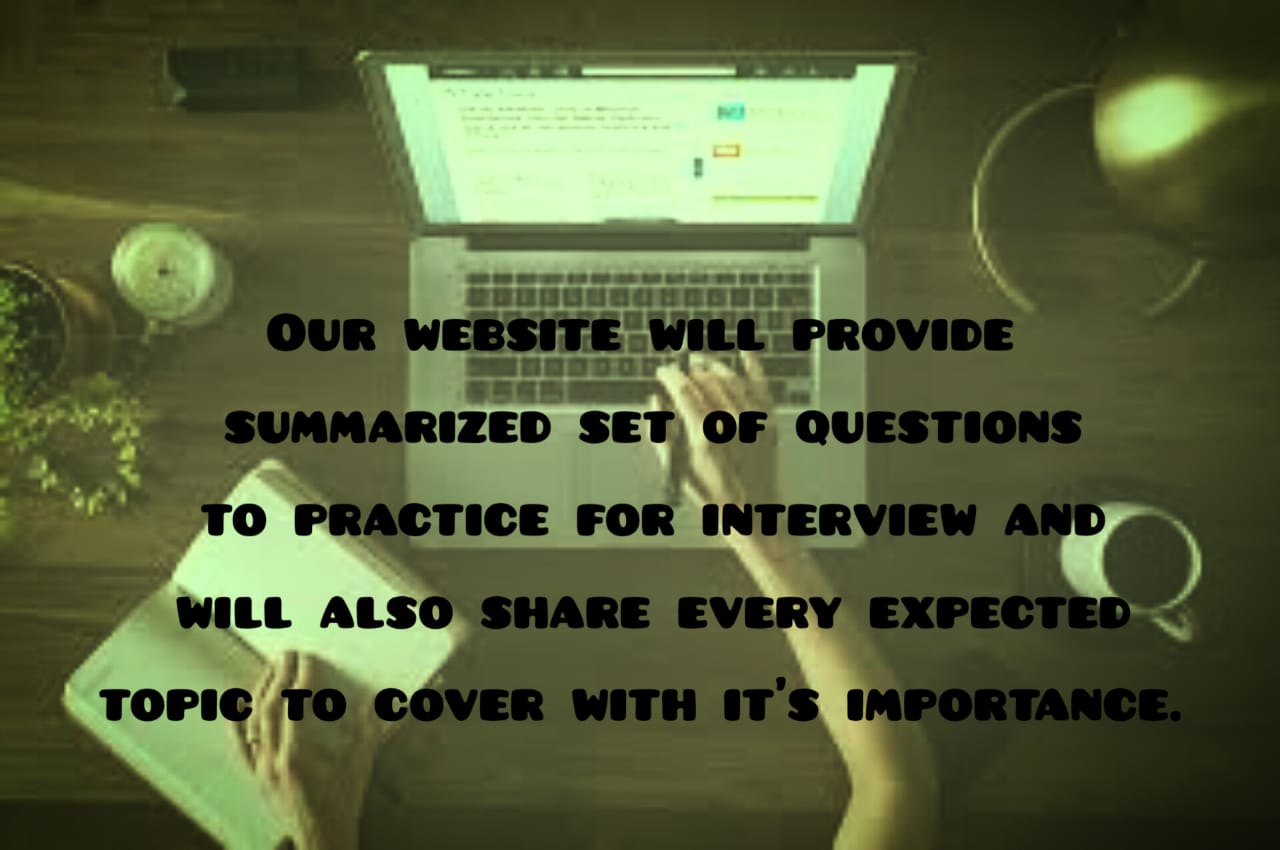 Our website will provide
summarized set of questions
to practice for interview and
will also share every expected
topic to cover with it's importance.